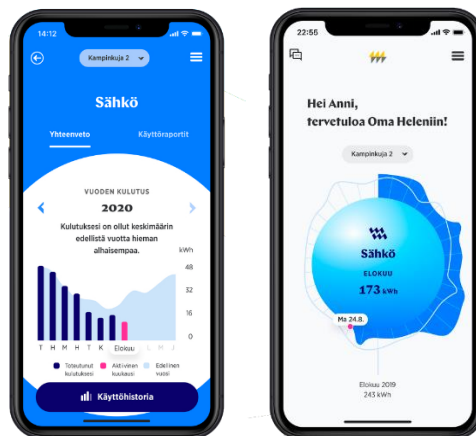 14:12
Kampinkuja 2
Sähkö
Yhteenveto
Käyttöraportit
VUODEN KULUTUS
2020
Kulutuksesi on ollut keskimäärin
edellistä vuotta hieman
alhaisempaa.
kWh
48
32
16
0
T H M H T K Elokuu L M J
Toteutunut
kulutuksesi
Aktiivinen
kuukausi
Edellinen
vuosi
Käyttöhistoria
22:55
Kampinkuja 2
Hei Anni,
tervetuloa Oma Heleniin!
Sähkö
ELOKUU
173 kWh
Ma 24.8.
Elokuu 2019
243 kWh